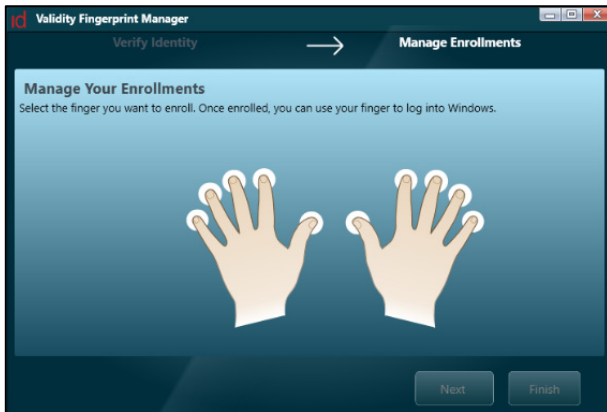 id Validity Fingerprint Manager
Verify Identity → Manage Enrollments
Manage Your Enrollments
Select the finger you want to enroll. Once enrolled, you can use your finger to log into Windows.
Next Finish